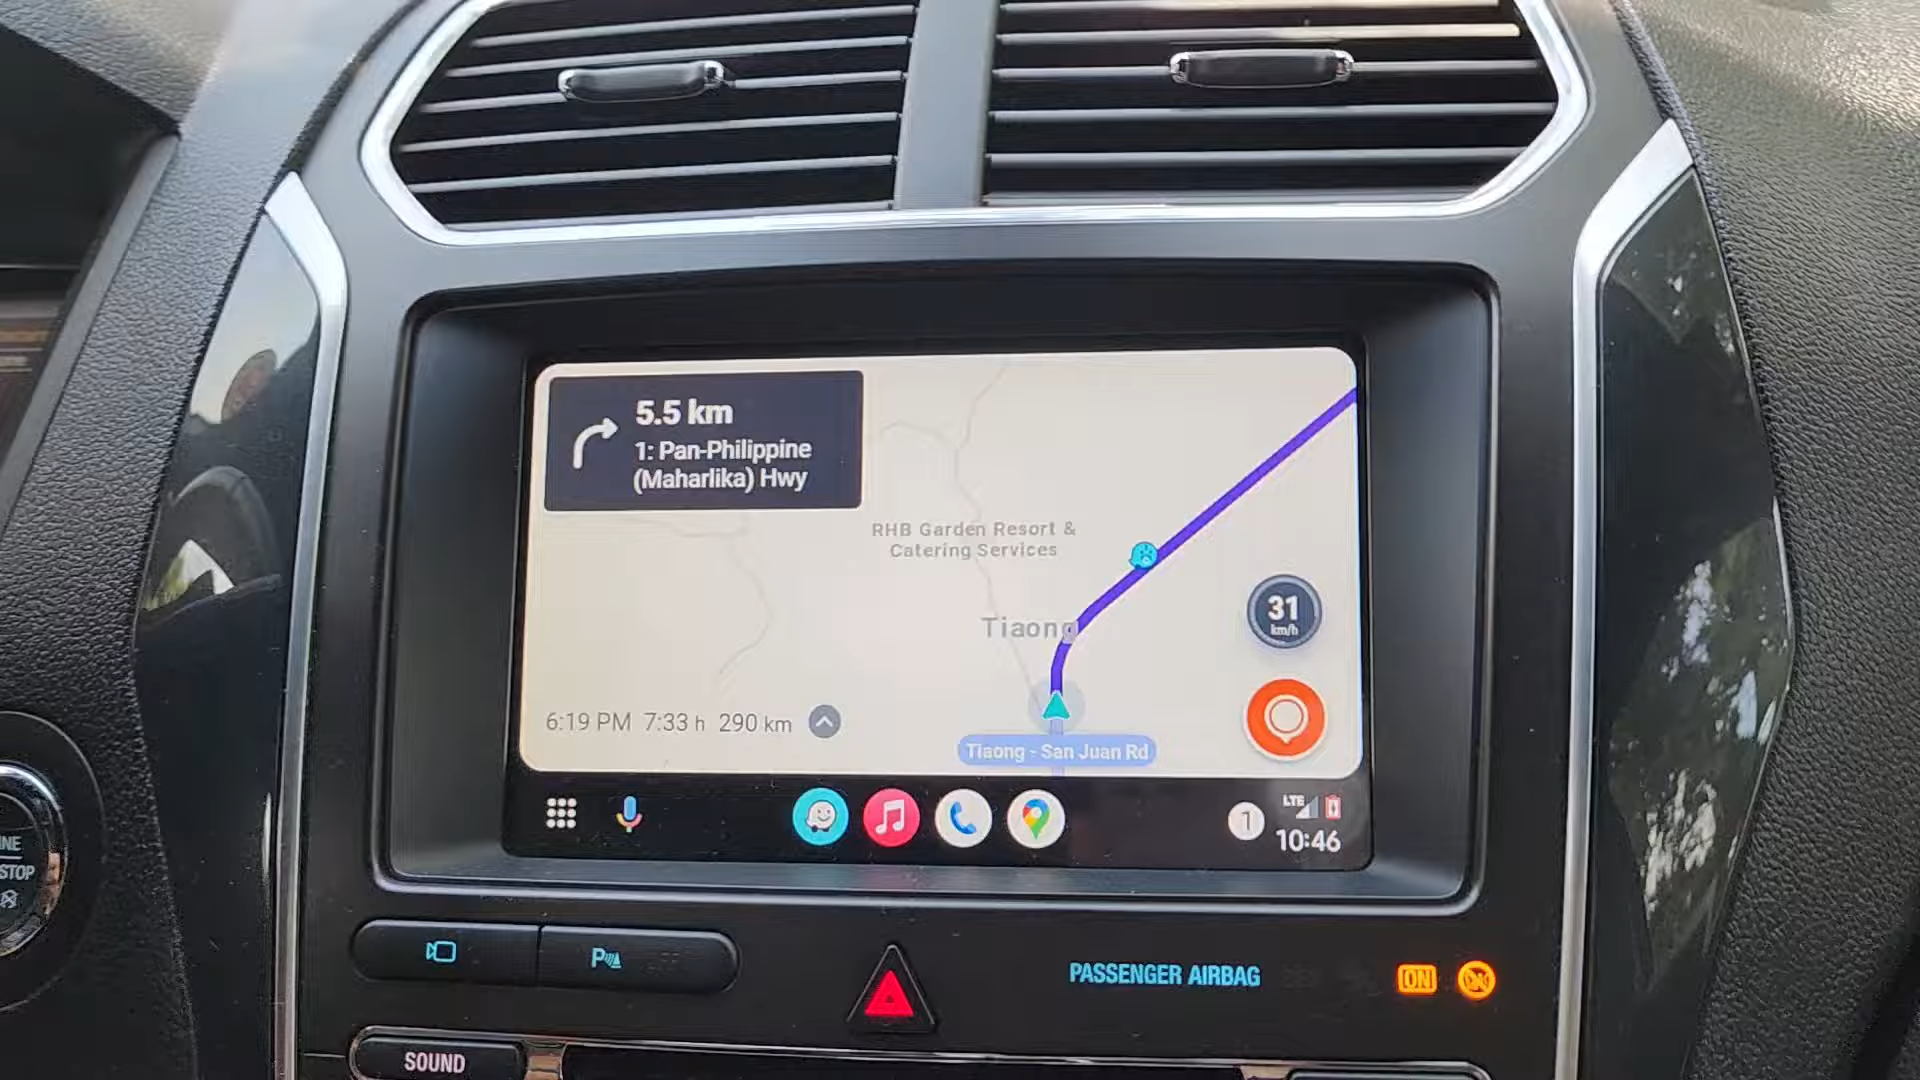 5.5 km
1: Pan-Philippine
(Maharlika) Hwy
RHB Garden Resort &
Catering Services
Tiaong
31
km/h
6:19 PM 7:33 h 290 km
Tiaong - San Juan Rd
1
LTE
10:46
STOP
P
PASSENGER AIRBAG
ON
SOUND